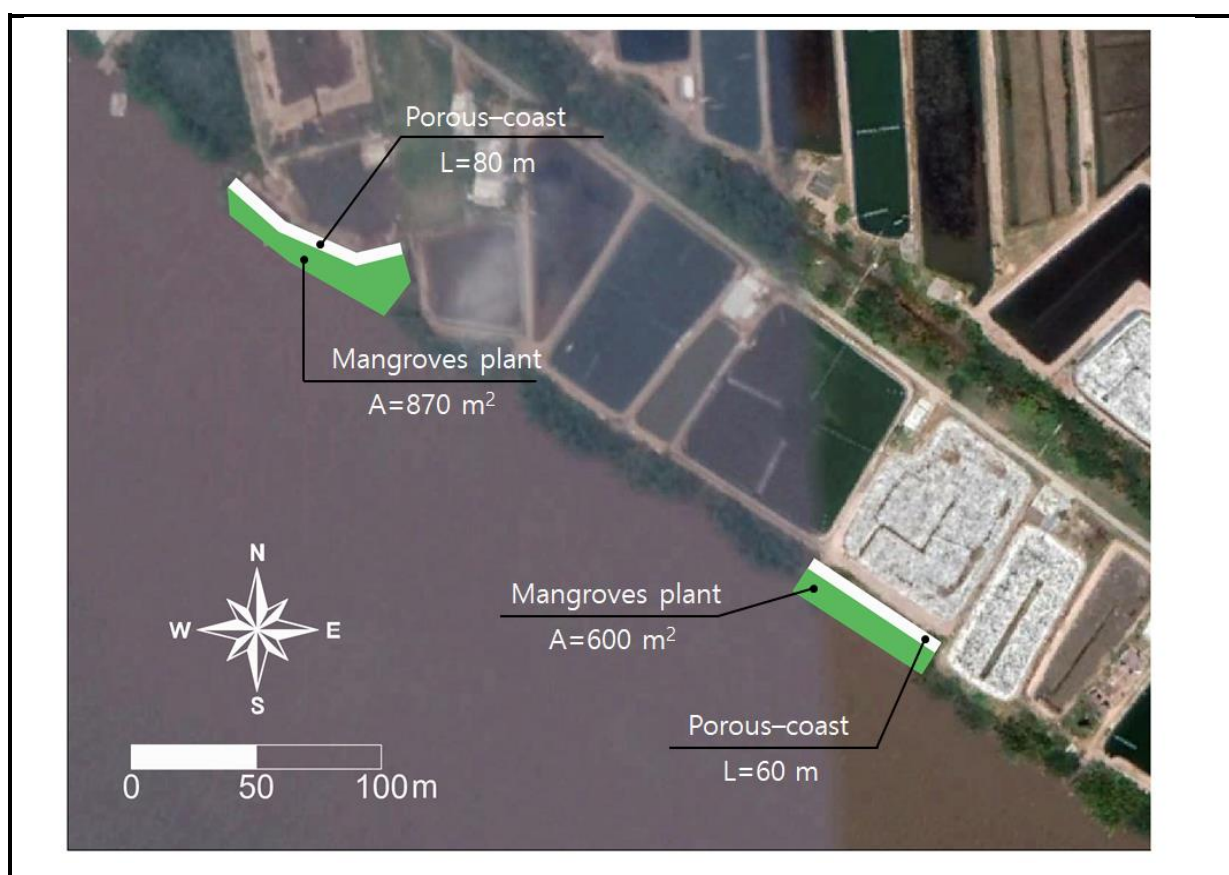 Porous–coast
L=80 m
Mangroves plant
A=870 m²
N
W E
S
0 50 100m
Mangroves plant
A=600 m²
Porous–coast
L=60 m